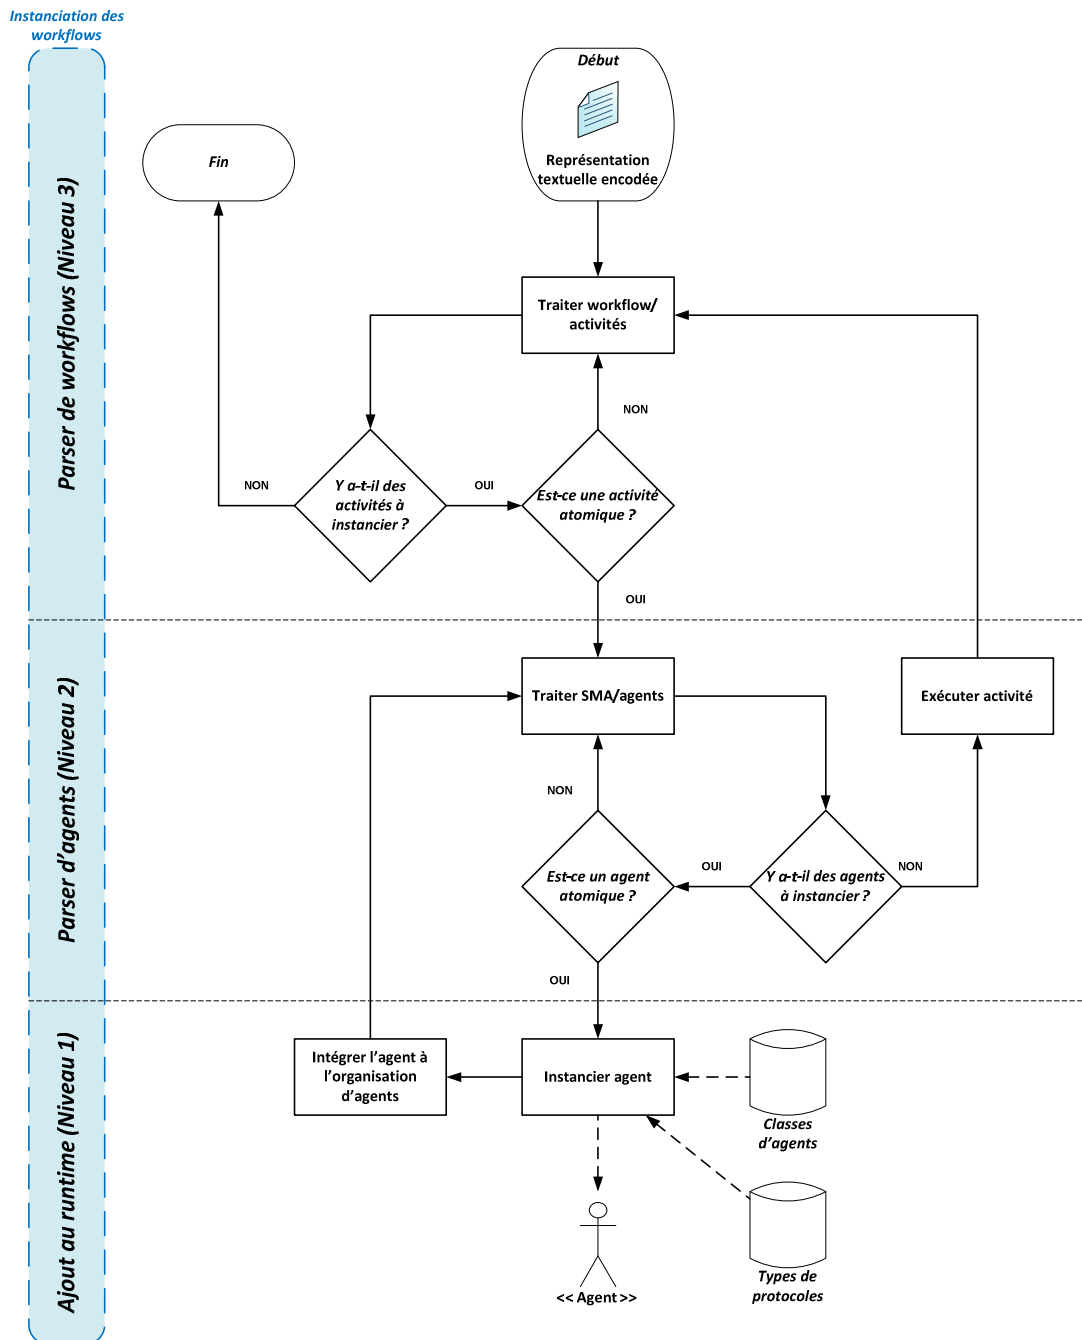 Instanciation des
workflows
Début
Représentation
textuelle encodée
Fin
Parser de workflows (Niveau 3)
Traiter workflow/
activités
NON
Y a-t-il des
activités à
instancier ?
NON
OUI
Est-ce une activité
atomique ?
OUI
Parser d’agents (Niveau 2)
Traiter SMA/agents
Exécuter activité
NON
Est-ce un agent
atomique ?
OUI
Y a-t-il des agents
à instancier ?
NON
OUI
Ajout au runtime (Niveau 1)
Intégrer l’agent à
l’organisation
d’agents
Instancier agent
Classes
d’agents
Types de
protocoles
<< Agent >>